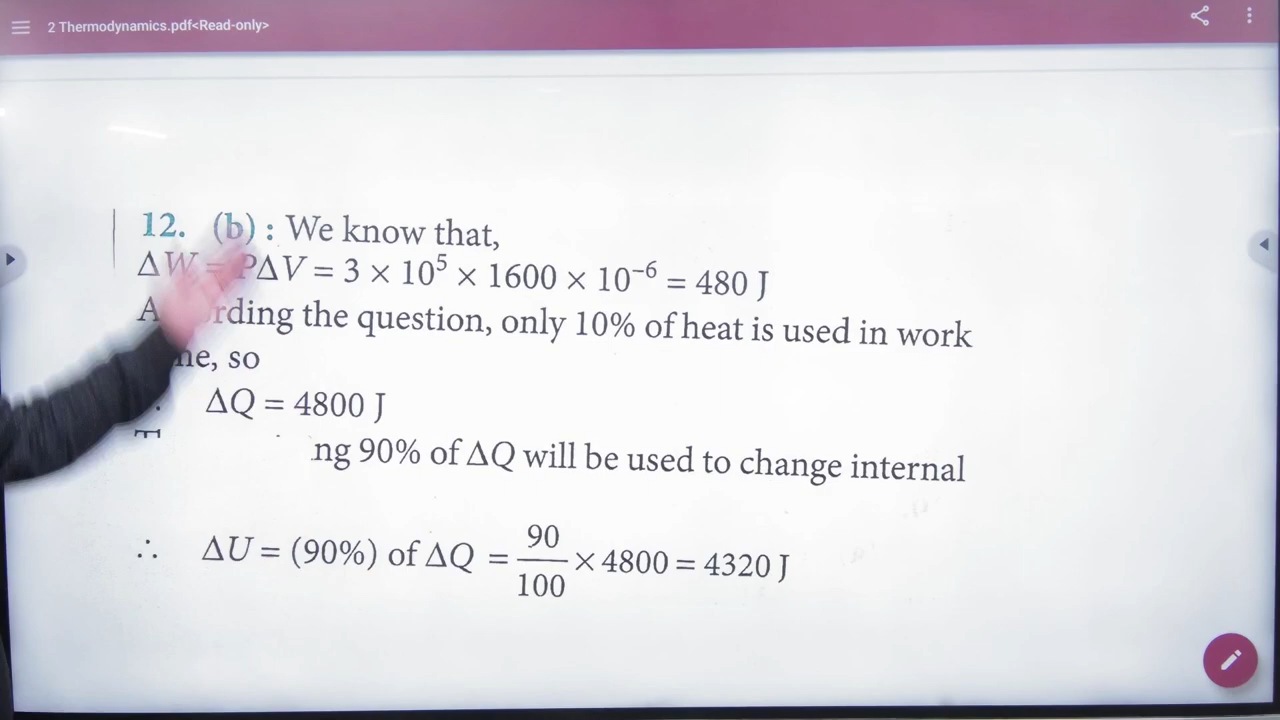 2 Thermodynamics.pdf<Read-only>
12. (b) : We know that,
ΔW = PΔV = 3 × 10⁵ × 1600 × 10⁻⁶ = 480 J
rding the question, only 10% of heat is used in work
ne, so
ΔQ = 4800 J
ng 90% of ΔQ will be used to change internal
∴ ΔU = (90%) of ΔQ = 90/100 × 4800 = 4320 J